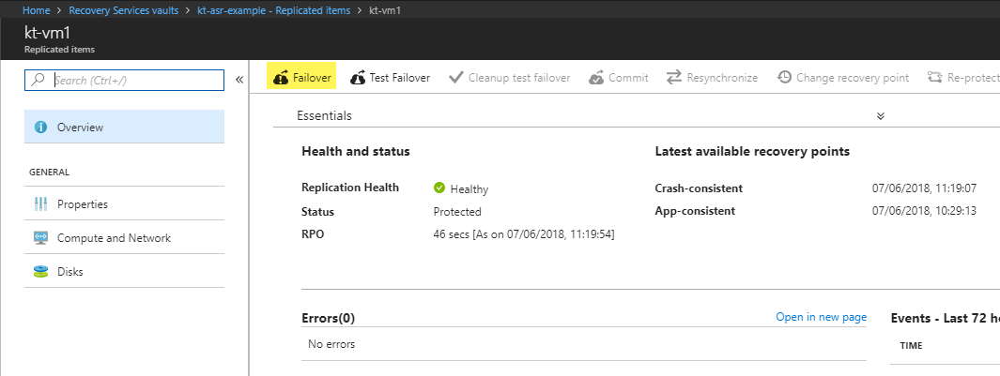 Home > Recovery Services vaults > kt-asr-example - Replicated items > kt-vm1
kt-vm1
Replicated items
Search (Ctrl+/)
Overview
GENERAL
Properties
Compute and Network
Disks
Failover Test Failover Cleanup test failover Commit Resynchronize Change recovery point Re-protect
Essentials
Health and status
Replication Health Healthy
Status Protected
RPO 46 secs [As on 07/06/2018, 11:19:54]
Latest available recovery points
Crash-consistent 07/06/2018, 11:19:07
App-consistent 07/06/2018, 10:29:13
Errors(0) Open in new page
No errors
Events - Last 72 h
TIME